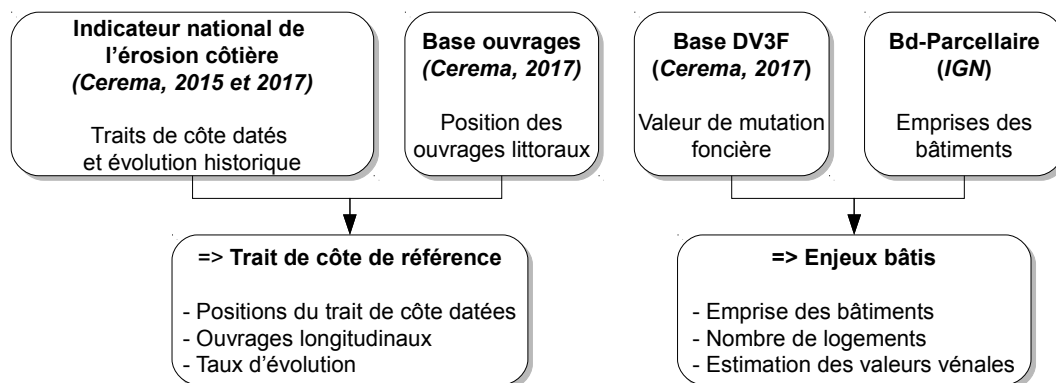 Indicateur national de
l'érosion côtière
(Cerema, 2015 et 2017)
Traits de côte datés
et évolution historique
Base ouvrages
(Cerema, 2017)
Position des
ouvrages littoraux
Base DV3F
(Cerema, 2017)
Valeur de mutation
foncière
Bd-Parcellaire
(IGN)
Emprises des
bâtiments
=> Trait de côte de référence
- Positions du trait de côte datées
- Ouvrages longitudinaux
- Taux d'évolution
=> Enjeux bâtis
- Emprise des bâtiments
- Nombre de logements
- Estimation des valeurs vénales